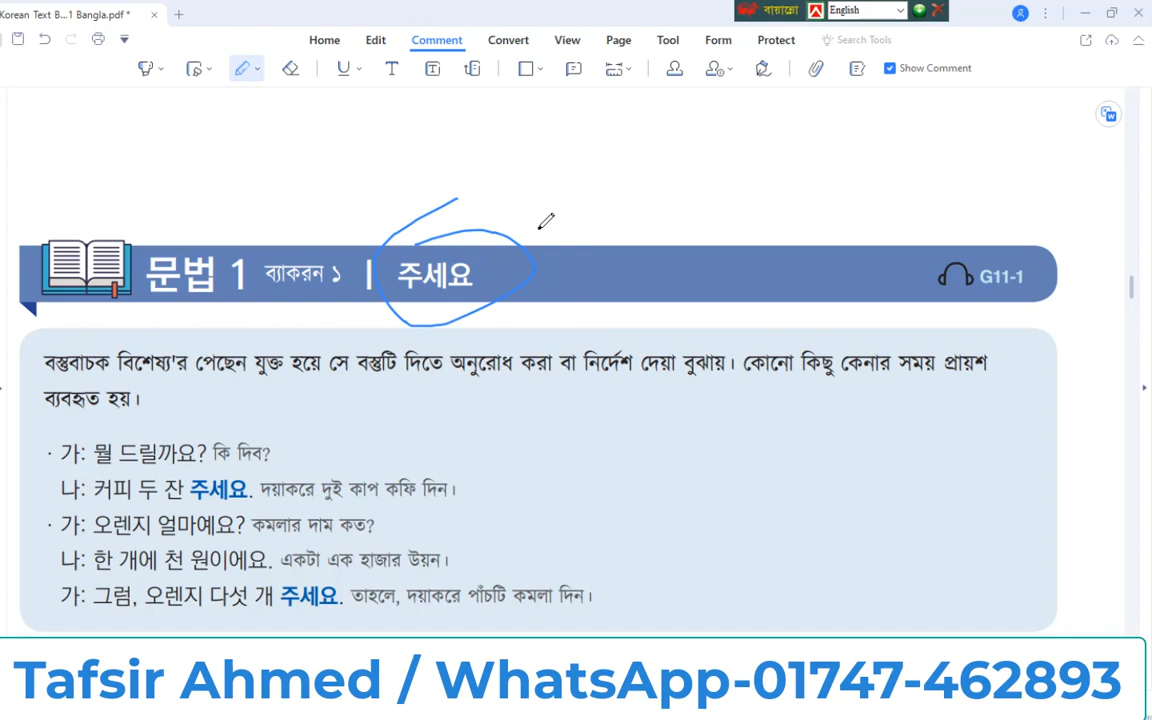 Korean Text B...1 Bangla.pdf *
বায়ান্নো
English
Home Edit Comment Convert View Page Tool Form Protect Search Tools
Show Comment
문법 1 ব্যাকরন ১ | 주세요
G11-1
বস্তুবাচক বিশেষ্য'র পেছেন যুক্ত হয়ে সে বস্তুটি দিতে অনুরোধ করা বা নির্দেশ দেয়া বুঝায়। কোনো কিছু কেনার সময় প্রায়শ
ব্যবহৃত হয়।
· 가: 뭘 드릴까요? কি দিব?
나: 커피 두 잔 주세요. দয়াকরে দুই কাপ কফি দিন।
· 가: 오렌지 얼마예요? কমলার দাম কত?
나: 한 개에 천 원이에요. একটা এক হাজার উয়ন।
가: 그럼, 오렌지 다섯 개 주세요. তাহলে, দয়াকরে পাঁচটি কমলা দিন।
Tafsir Ahmed / WhatsApp-01747-462893